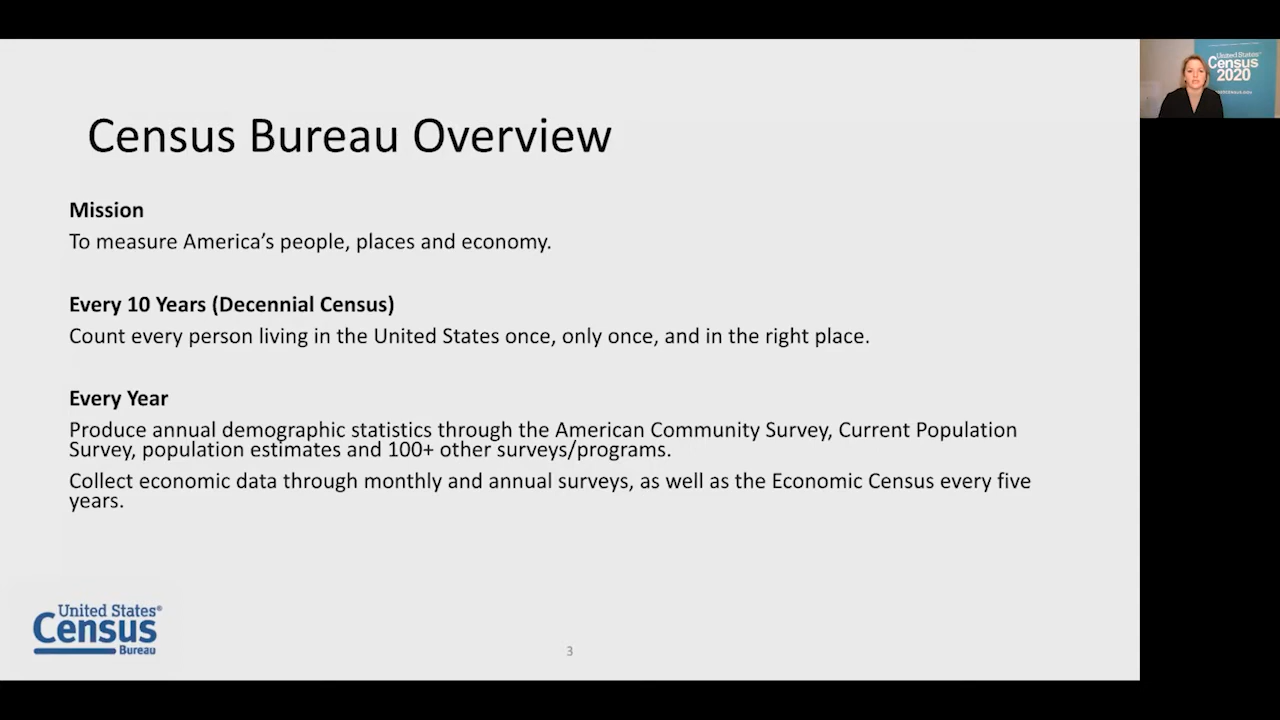 Census Bureau Overview
Mission
To measure America’s people, places and economy.
Every 10 Years (Decennial Census)
Count every person living in the United States once, only once, and in the right place.
Every Year
Produce annual demographic statistics through the American Community Survey, Current Population
Survey, population estimates and 100+ other surveys/programs.
Collect economic data through monthly and annual surveys, as well as the Economic Census every five
years.
United States®
Census
Bureau
3
United States®
Census
2020